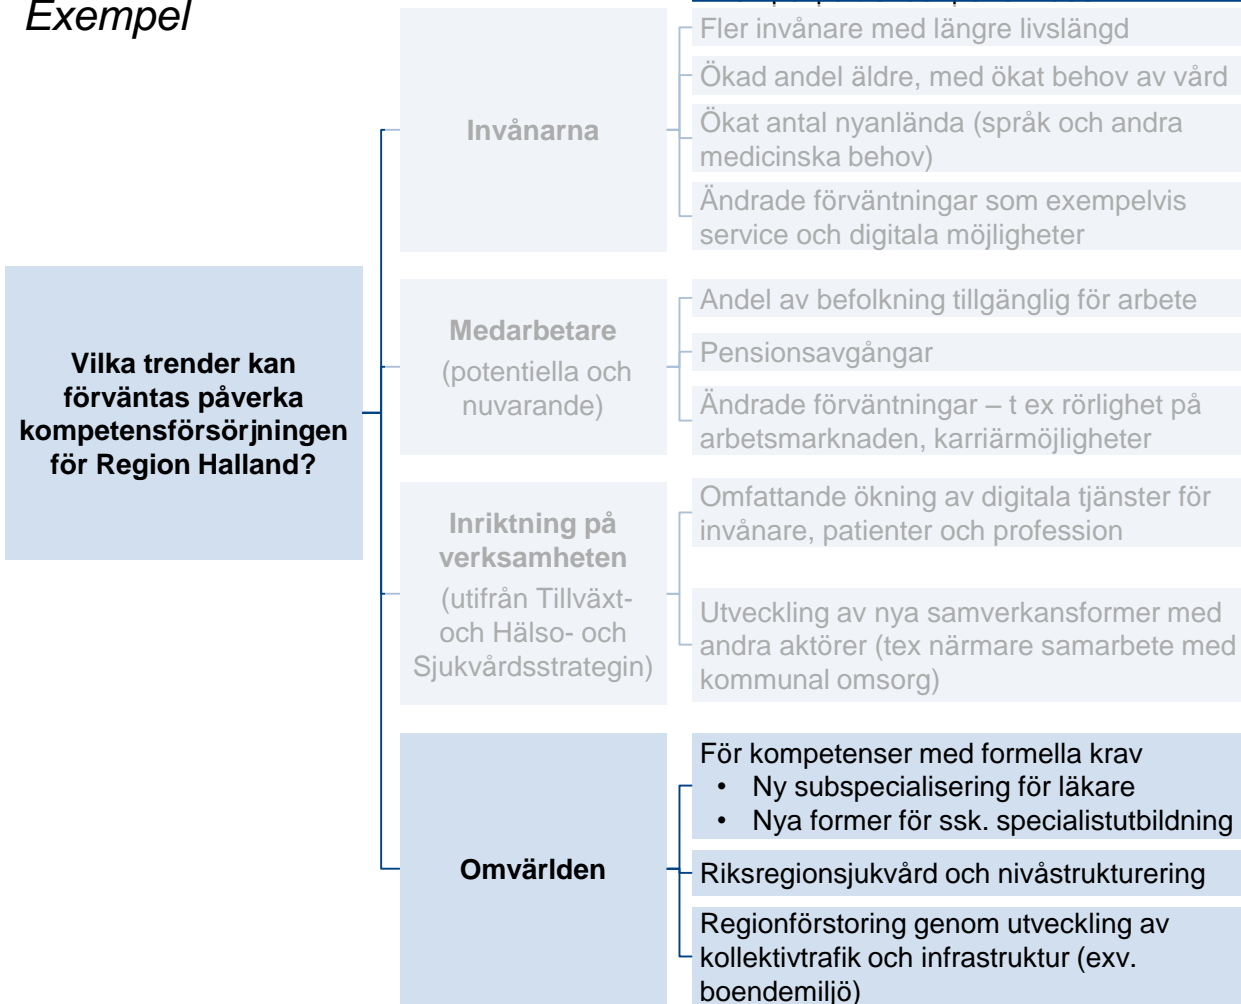 Exempel
Fler invånare med längre livslängd
Ökad andel äldre, med ökat behov av vård
Ökat antal nyanlända (språk och andra
medicinska behov)
Ändrade förväntningar som exempelvis
service och digitala möjligheter
Invånarna
Vilka trender kan
förväntas påverka
kompetensförsörjningen
för Region Halland?
Medarbetare
(potentiella och
nuvarande)
Andel av befolkning tillgänglig för arbete
Pensionsavgångar
Ändrade förväntningar – t ex rörlighet på
arbetsmarknaden, karriärmöjligheter
Inriktning på
verksamheten
(utifrån Tillväxt-
och Hälso- och
Sjukvårdsstrategin)
Omfattande ökning av digitala tjänster för
invånare, patienter och profession
Utveckling av nya samverkansformer med
andra aktörer (tex närmare samarbete med
kommunal omsorg)
Omvärlden
För kompetenser med formella krav
• Ny subspecialisering för läkare
• Nya former för ssk. specialistutbildning
Riksregionsjukvård och nivåstrukturering
Regionförstoring genom utveckling av
kollektivtrafik och infrastruktur (exv.
boendemiljö)